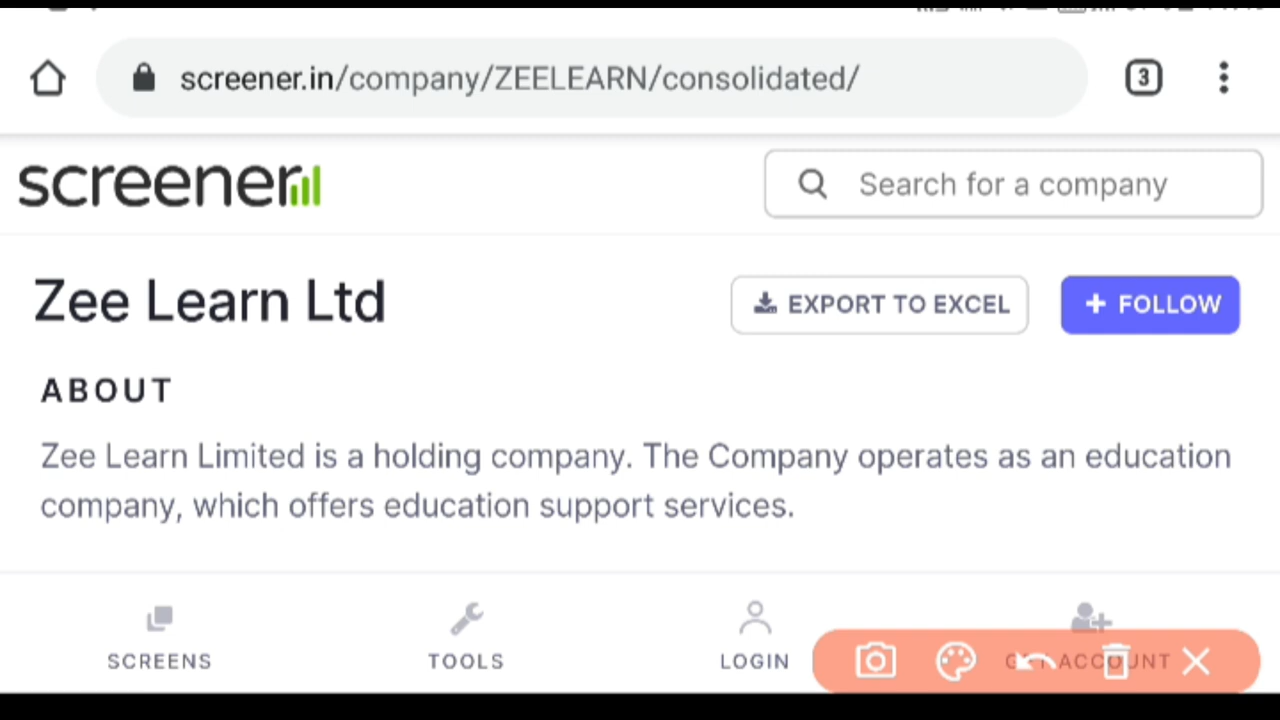 screener.in/company/ZEELEARN/consolidated/
3
screener
Search for a company
Zee Learn Ltd
EXPORT TO EXCEL
+ FOLLOW
ABOUT
Zee Learn Limited is a holding company. The Company operates as an education
company, which offers education support services.
SCREENS
TOOLS
LOGIN
GET ACCOUNT